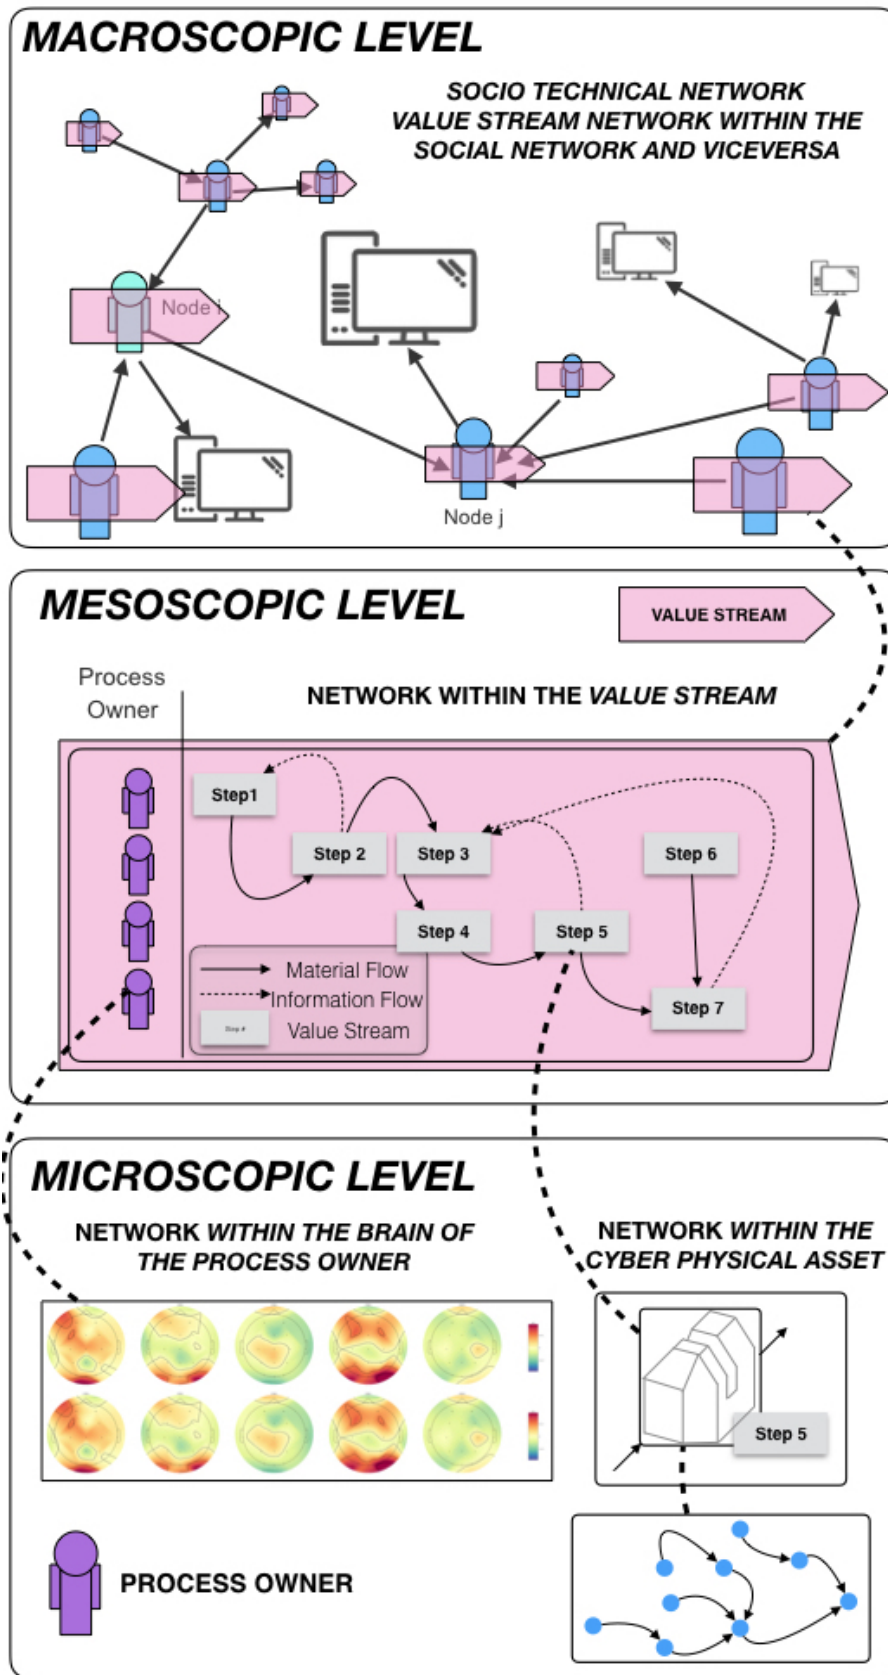 MACROSCOPIC LEVEL
SOCIO TECHNICAL NETWORK
VALUE STREAM NETWORK WITHIN THE
SOCIAL NETWORK AND VICEVERSA
Node i
Node j
MESOSCOPIC LEVEL
VALUE STREAM
Process
Owner
NETWORK WITHIN THE VALUE STREAM
Step1
Step 2
Step 3
Step 6
Step 4
Step 5
Step 7
Material Flow
Information Flow
Step #
Value Stream
MICROSCOPIC LEVEL
NETWORK WITHIN THE BRAIN OF
THE PROCESS OWNER
NETWORK WITHIN THE
CYBER PHYSICAL ASSET
Step 5
PROCESS OWNER